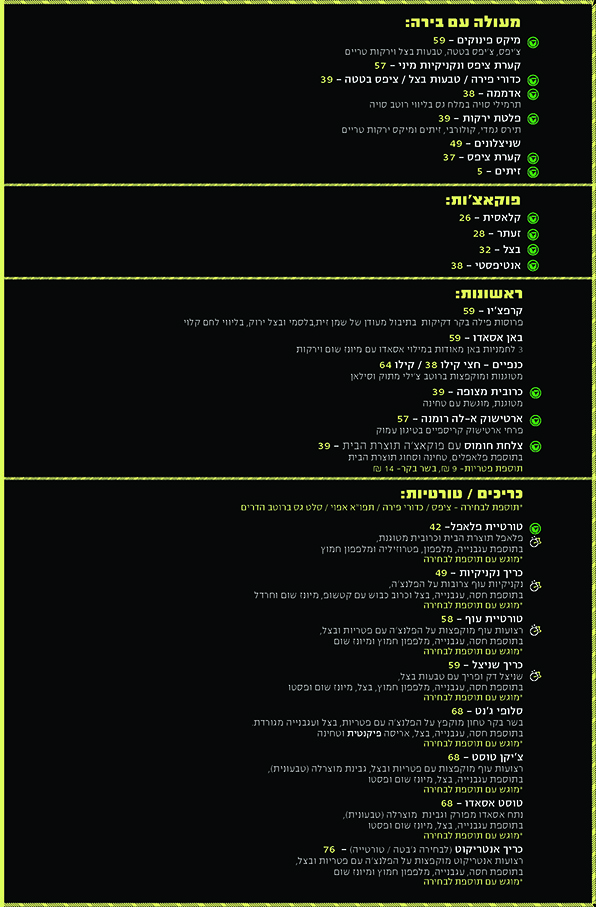 מעולה עם בירה:
מיקס פינוקים - 59
צ'יפס, צ'יפס בטטה, טבעות בצל וירקות טריים
קערת ציפס ונקניקיות מיני - 57
כדורי פירה / טבעות בצל / ציפס בטטה - 39
אדממה - 38
תרמילי סויה במלח גס בליווי רוטב סויה
פלטת ירקות - 39
תירס גמדי, קולורבי, זיתים ומיקס ירקות טריים
שניצלונים - 49
קערת ציפס - 37
זיתים - 5
פוקאצ'ות:
קלאסית - 26
זעתר - 28
בצל - 32
אנטיפסטי - 38
ראשונות:
קרפצ'יו - 59
פרוסות פילה בקר דקיקות בתיבול מעודן של שמן זית,בלסמי ובצל ירוק, בליווי לחם קלוי
באן אסאדו - 59
3 לחמניות באן מאודות במילוי אסאדו עם מיונז שום וירקות
כנפיים - חצי קילו 38 / קילו 64
מטוגנות ומוקפצות ברוטב צ'ילי מתוק וסילאן
כרובית מצופה - 39
מטוגנת, מוגשת עם טחינה
ארטישוק א-לה רומנה - 57
פרחי ארטישוק קריספיים בטיגון עמוק
צלחת חומוס עם פוקאצ'ה תוצרת הבית - 39
בתוספת פלאפלים, טחינה וסחוג תוצרת הבית
תוספת פטריות- 9 ₪, בשר בקר- 14 ₪
כריכים / טורטיות:
*תוספת לבחירה - ציפס / כדורי פירה / תפו"א אפוי / סלט גס ברוטב הדרים
טורטיית פלאפל- 42
פלאפל תוצרת הבית וכרובית מטוגנת,
בתוספת עגבנייה, מלפפון, פטרוזיליה ומלפפון חמוץ
*מוגש עם תוספת לבחירה
כריך נקניקיות - 49
נקניקיות עוף צרובות על הפלנצ'ה,
בתוספת חסה, עגבנייה, בצל וכרוב כבוש עם קטשופ, מיונז שום וחרדל
*מוגש עם תוספת לבחירה
טורטיית עוף - 58
רצועות עוף מוקפצות על הפלנצ'ה עם פטריות ובצל,
בתוספת חסה, עגבנייה, מלפפון חמוץ ומיונז שום
*מוגש עם תוספת לבחירה
כריך שניצל - 59
שניצל דק ופריך עם טבעות בצל,
בתוספת חסה, עגבנייה, מלפפון חמוץ, בצל, מיונז שום ופסטו
*מוגש עם תוספת לבחירה
סלופי ג'נט - 68
בשר בקר טחון מוקפץ על הפלנצ'ה עם פטריות, בצל ועגבנייה מגורדת
בתוספת חסה, עגבנייה, בצל, אריסה פיקנטית וטחינה
*מוגש עם תוספת לבחירה
צ'יקן טוסט - 68
רצועות עוף מוקפצות עם פטריות ובצל, גבינת מוצרלה (טבעונית),
בתוספת עגבנייה, בצל, מיונז שום ופסטו
*מוגש עם תוספת לבחירה
טוסט אסאדו - 68
נתח אסאדו מפורק וגבינת מוצרלה (טבעונית),
בתוספת עגבנייה, בצל, מיונז שום ופסטו
*מוגש עם תוספת לבחירה
כריך אנטריקוט (לבחירה ג'בטה / טורטייה) - 76
רצועות אנטריקוט מוקפצות על הפלנצ'ה עם פטריות ובצל,
בתוספת חסה, עגבנייה, מלפפון חמוץ ומיונז שום
*מוגש עם תוספת לבחירה